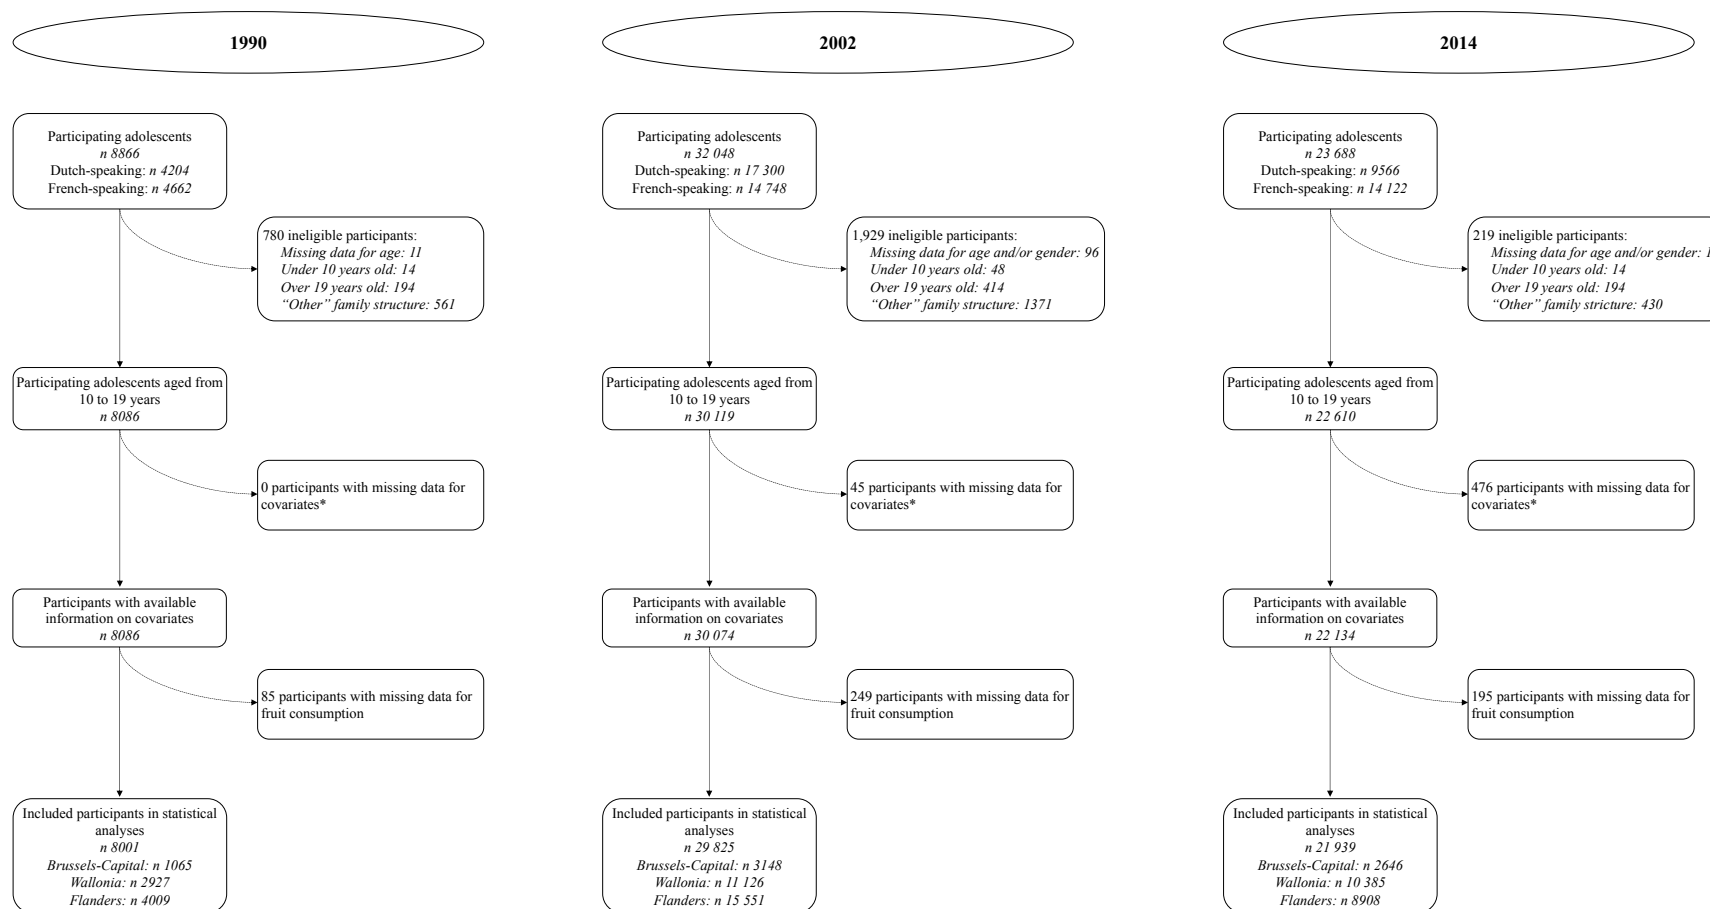 1990
Participating adolescents
n 8866
Dutch-speaking: n 4204
French-speaking: n 4662
780 ineligible participants:
Missing data for age: 11
Under 10 years old: 14
Over 19 years old: 194
“Other” family structure: 561
Participating adolescents aged from
10 to 19 years
n 8086
0 participants with missing data for
covariates*
Participants with available
information on covariates
n 8086
85 participants with missing data for
fruit consumption
Included participants in statistical
analyses
n 8001
Brussels-Capital: n 1065
Wallonia: n 2927
Flanders: n 4009
2002
Participating adolescents
n 32 048
Dutch-speaking: n 17 300
French-speaking: n 14 748
1,929 ineligible participants:
Missing data for age and/or gender: 96
Under 10 years old: 48
Over 19 years old: 414
“Other” family structure: 1371
Participating adolescents aged from
10 to 19 years
n 30 119
45 participants with missing data for
covariates*
Participants with available
information on covariates
n 30 074
249 participants with missing data for
fruit consumption
Included participants in statistical
analyses
n 29 825
Brussels-Capital: n 3148
Wallonia: n 11 126
Flanders: n 15 551
2014
Participating adolescents
n 23 688
Dutch-speaking: n 9566
French-speaking: n 14 122
219 ineligible participants:
Missing data for age and/or gender:
Under 10 years old: 14
Over 19 years old: 194
“Other” family stricture: 430
Participating adolescents aged from
10 to 19 years
n 22 610
476 participants with missing data for
covariates*
Participants with available
information on covariates
n 22 134
195 participants with missing data for
fruit consumption
Included participants in statistical
analyses
n 21 939
Brussels-Capital: n 2646
Wallonia: n 10 385
Flanders: n 8908